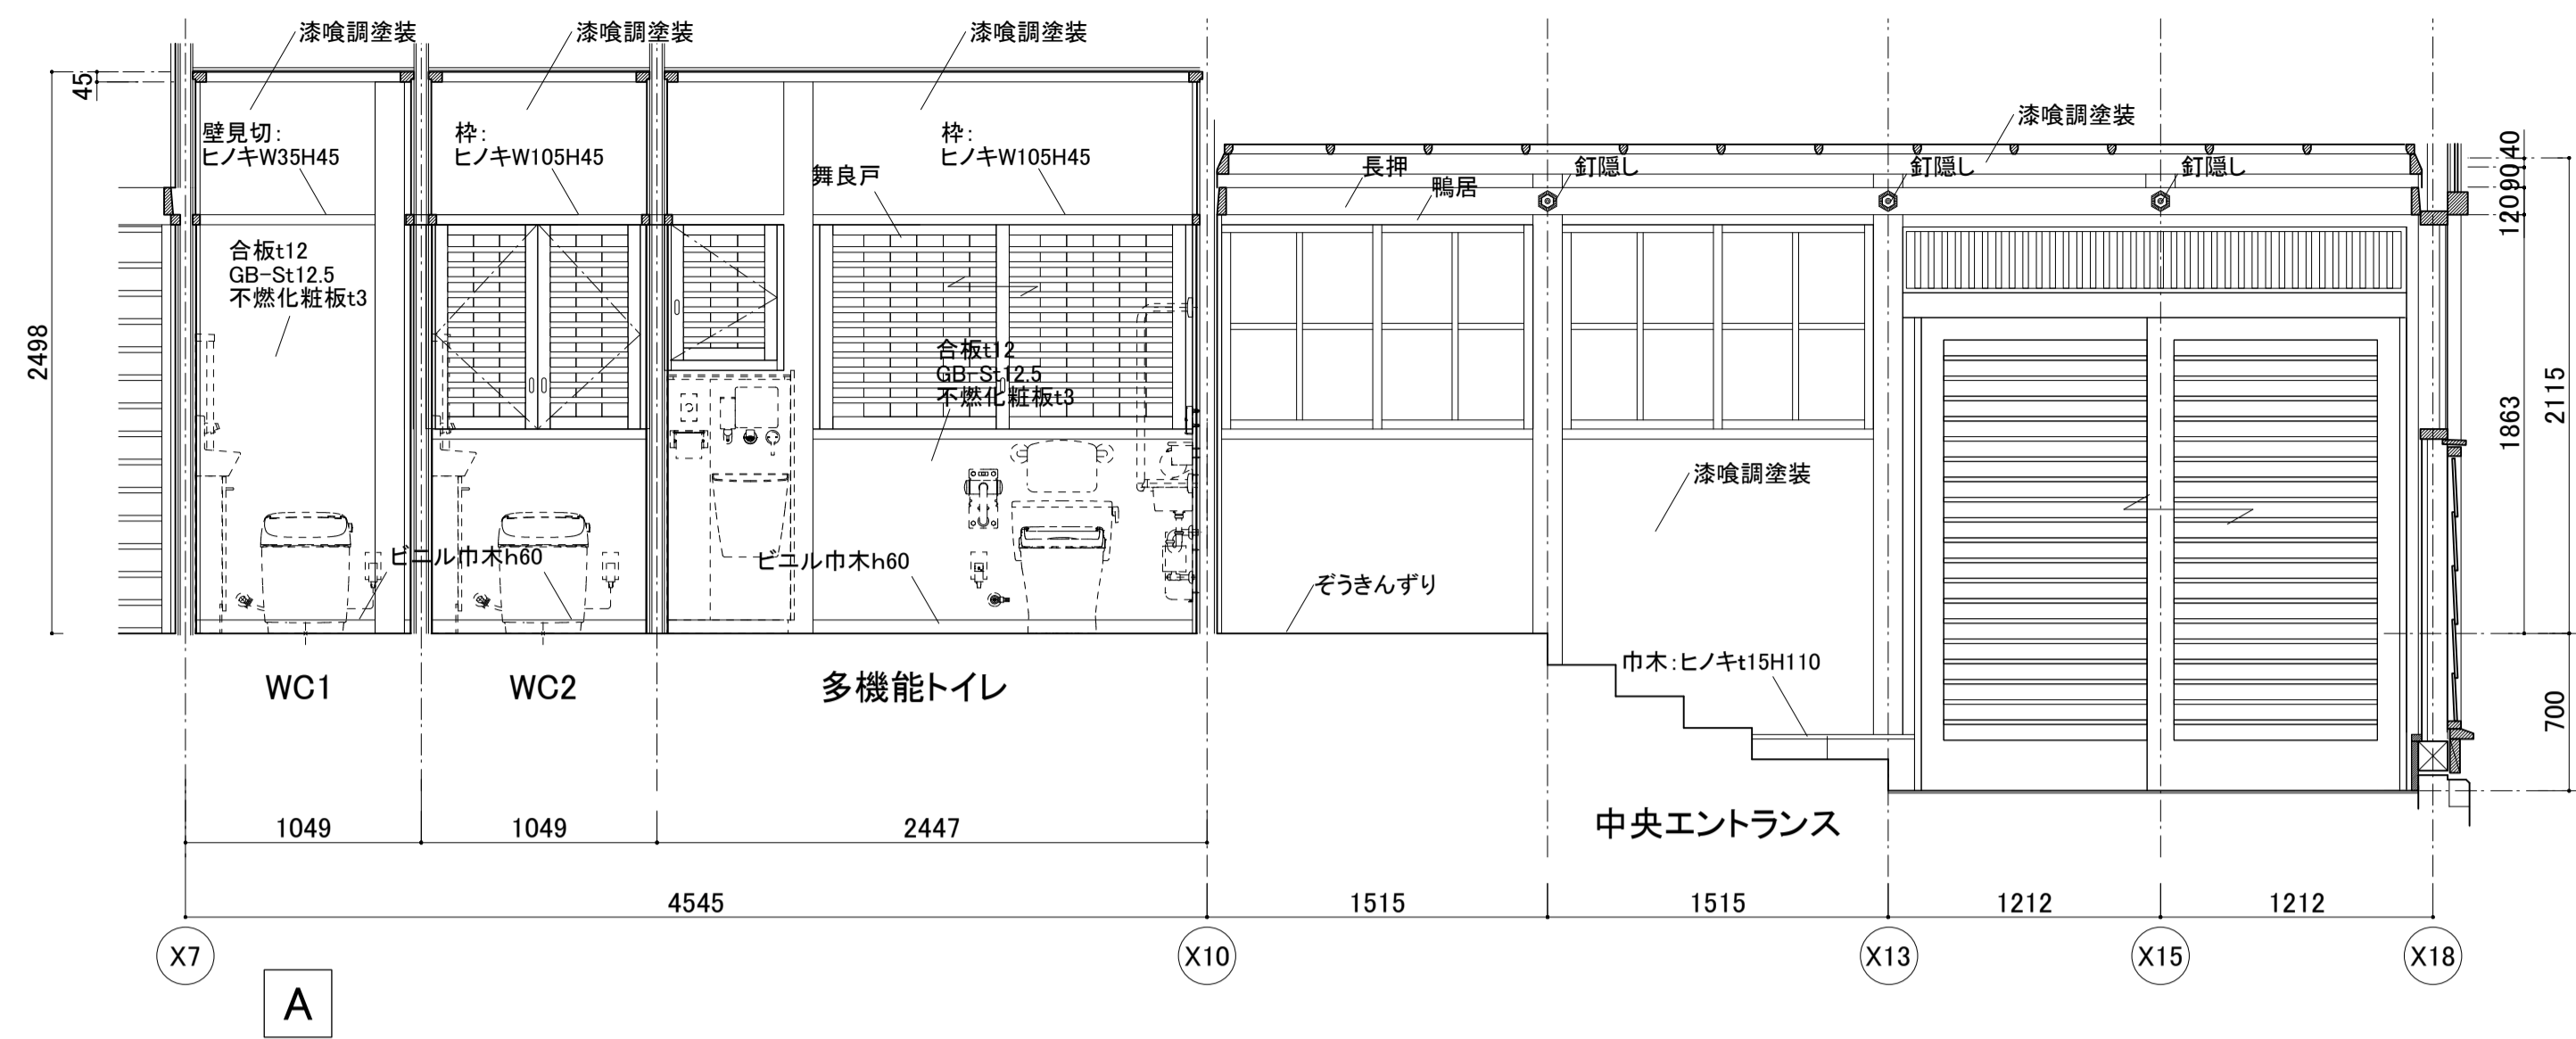 漆喰調塗装
漆喰調塗装
漆喰調塗装
漆喰調塗装
45
壁見切:
ヒノキW35H45
枠:
ヒノキW105H45
枠:
ヒノキW105H45
舞良戸
長押
鴨居
釘隠し
釘隠し
釘隠し
40
90
120
合板t12
GB-St12.5
不燃化粧板t3
合板t12
GB-St12.5
不燃化粧板t3
2498
1863
2115
漆喰調塗装
ビニル巾木h60
ビニル巾木h60
ぞうきんずり
巾木:ヒノキt15H110
700
WC1
WC2
多機能トイレ
中央エントランス
1049
1049
2447
4545
1515
1515
1212
1212
X7
X10
X13
X15
X18
A